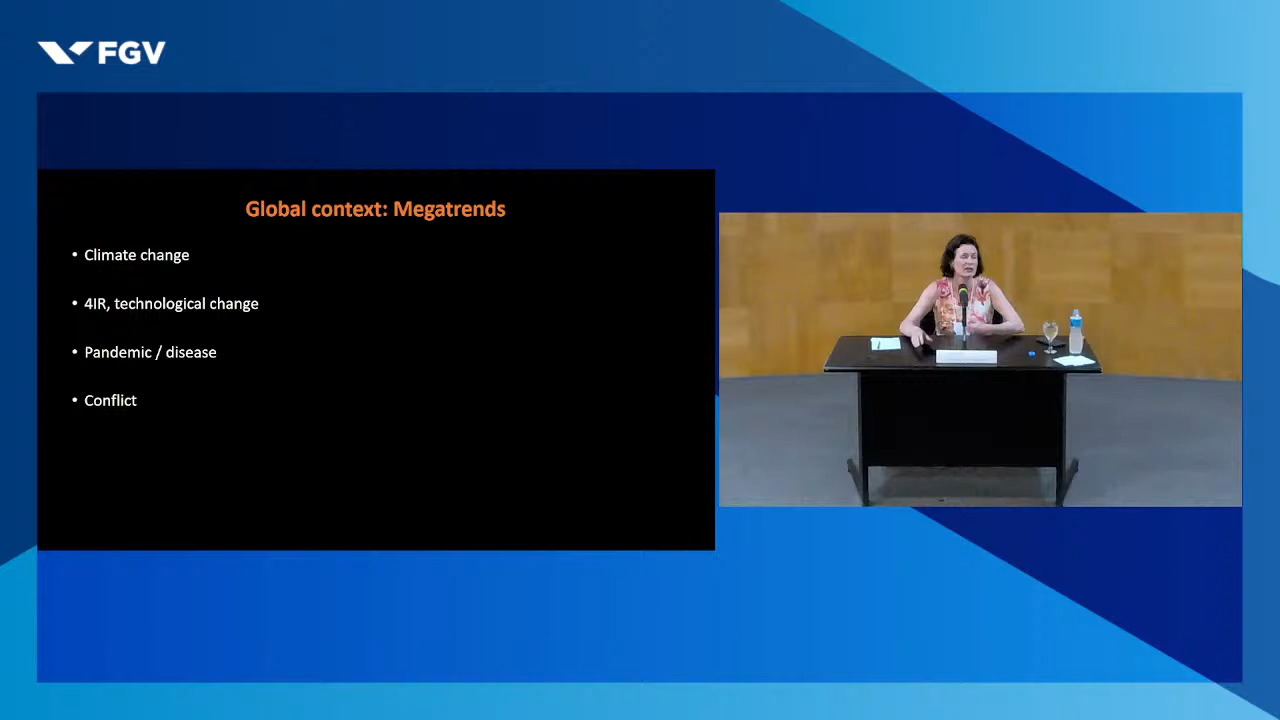 FGV
Global context: Megatrends
• Climate change
• 4IR, technological change
• Pandemic / disease
• Conflict